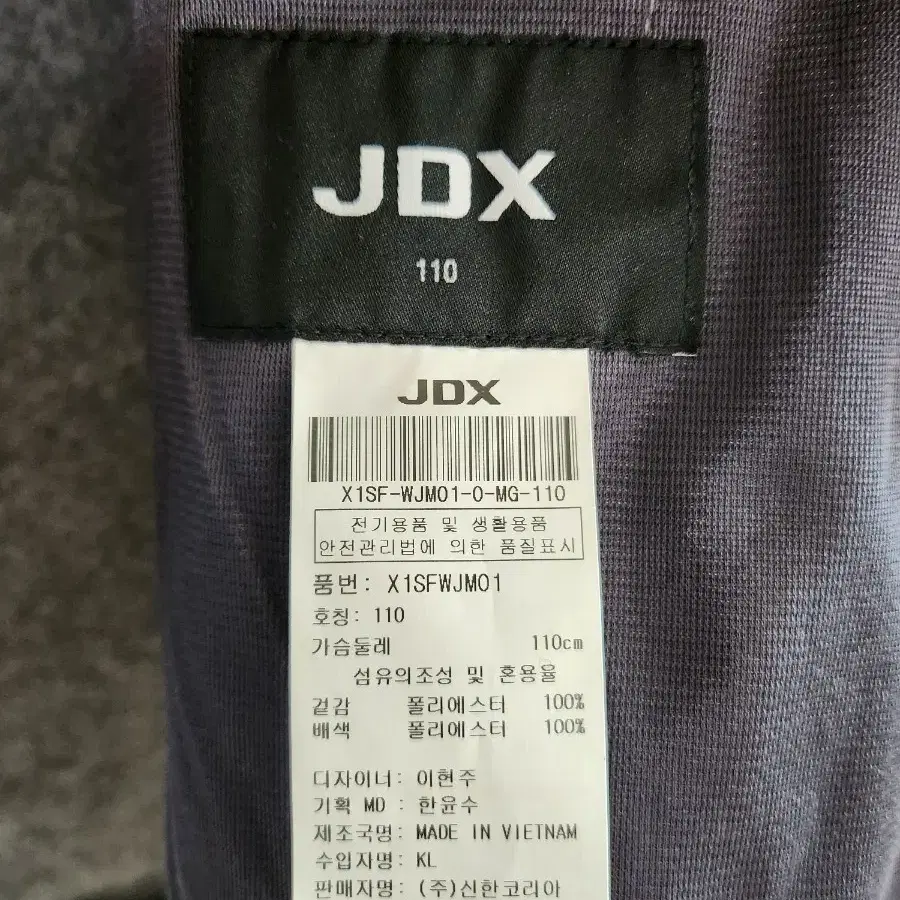 JDX
110
JDX
X1SF-WJM01-0-MG-110
전기용품 및 생활용품
안전관리법에 의한 품질표시
품번: X1SFWJM01
호칭: 110
가슴둘레 110cm
섬유의조성 및 혼용율
겉감 폴리에스터 100%
배색 폴리에스터 100%
디자이너: 이현주
기획 MD : 한윤수
제조국명: MADE IN VIETNAM
수입자명: KL
판매자명: (주)신한코리아